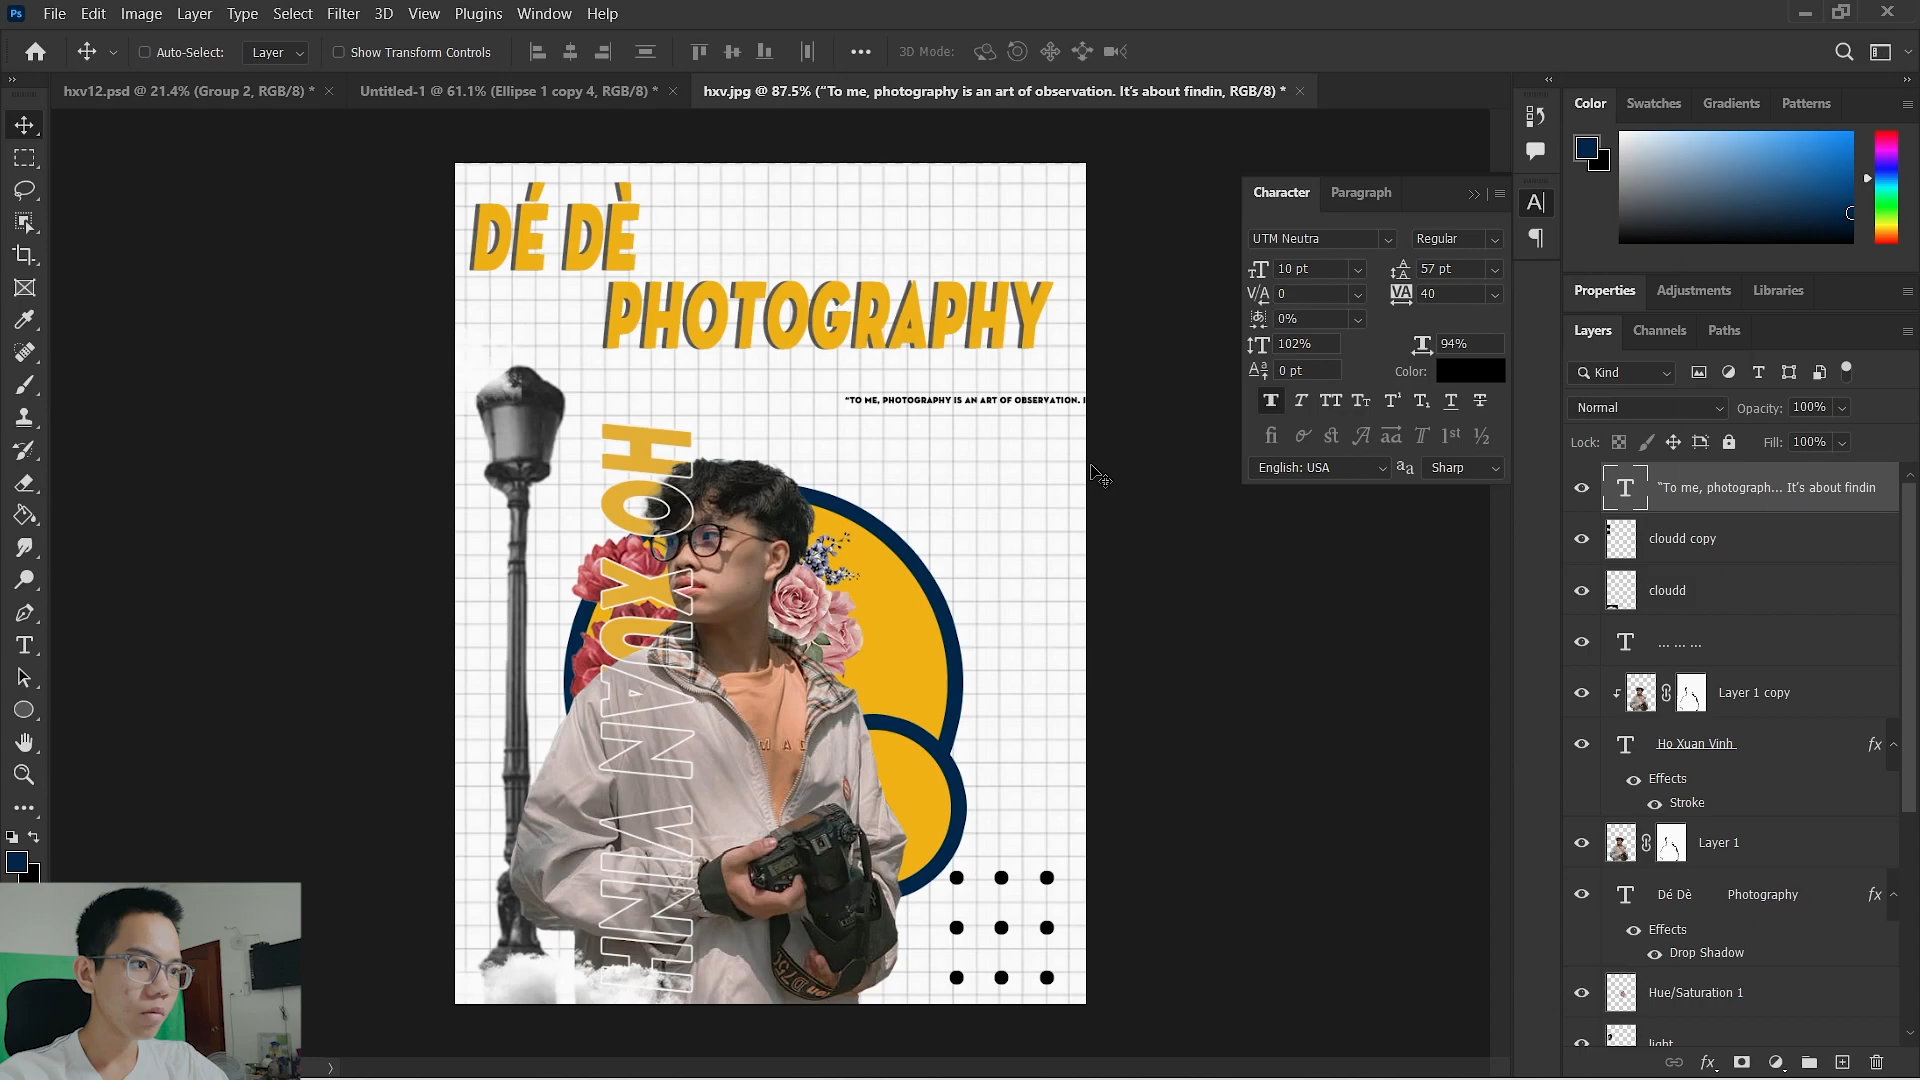 Ps File Edit Image Layer Type Select Filter 3D View Plugins Window Help
Auto-Select: Layer Show Transform Controls 3D Mode:
hxv12.psd @ 21.4% (Group 2, RGB/8) * Untitled-1 @ 61.1% (Ellipse 1 copy 4, RGB/8) * hxv.jpg @ 87.5% (“To me, photography is an art of observation. It’s about findin, RGB/8) *
Color Swatches Gradients Patterns
DÉ DÈ
PHOTOGRAPHY
“TO ME, PHOTOGRAPHY IS AN ART OF OBSERVATION. I
HO XUAN VINH
Character Paragraph
UTM Neutra Regular
10 pt 57 pt
0 40
0%
102% 94%
0 pt Color:
English: USA aa Sharp
Properties Adjustments Libraries
Layers Channels Paths
Kind
Normal Opacity: 100%
Lock: Fill: 100%
“To me, photograph... It’s about findin
cloudd copy
cloudd
... ... ...
Layer 1 copy
Ho Xuan Vinh fx
Effects
Stroke
Layer 1
Dé Dè Photography fx
Effects
Drop Shadow
Hue/Saturation 1
light
fx